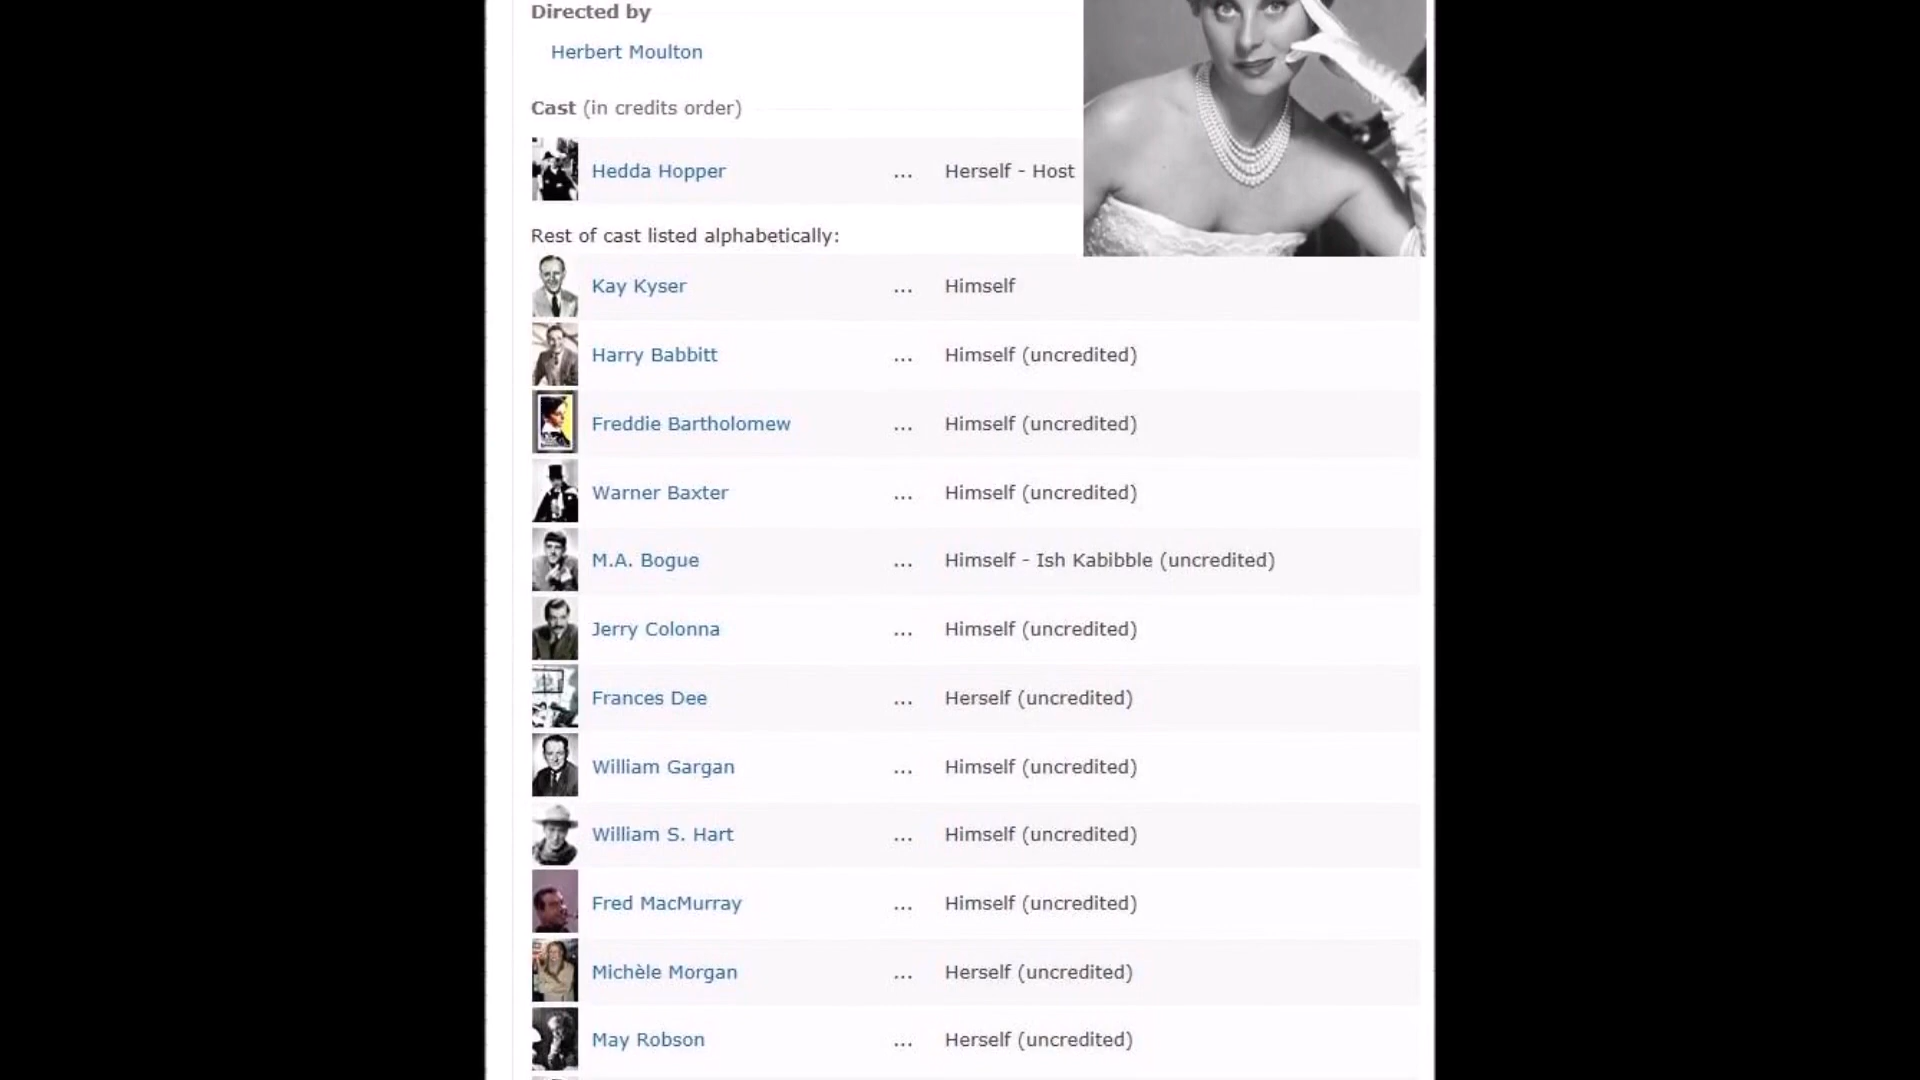 Directed by
Herbert Moulton
Cast (in credits order)
Hedda Hopper ... Herself - Host
Rest of cast listed alphabetically:
Kay Kyser ... Himself
Harry Babbitt ... Himself (uncredited)
Freddie Bartholomew ... Himself (uncredited)
Warner Baxter ... Himself (uncredited)
M.A. Bogue ... Himself - Ish Kabibble (uncredited)
Jerry Colonna ... Himself (uncredited)
Frances Dee ... Herself (uncredited)
William Gargan ... Himself (uncredited)
William S. Hart ... Himself (uncredited)
Fred MacMurray ... Himself (uncredited)
Michèle Morgan ... Herself (uncredited)
May Robson ... Herself (uncredited)